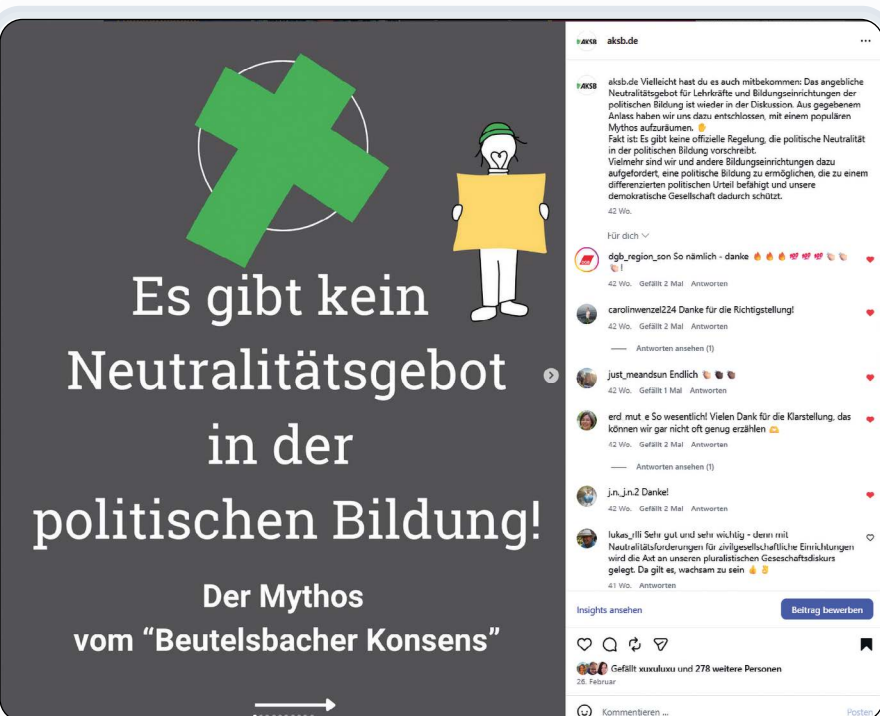 Es gibt kein
Neutralitätsgebot
in der
politischen Bildung!
Der Mythos
vom “Beutelsbacher Konsens”
AKSB aksb.de
AKSB
aksb.de Vielleicht hast du es auch mitbekommen: Das angebliche
Neutralitätsgebot für Lehrkräfte und Bildungseinrichtungen der
politischen Bildung ist wieder in der Diskussion. Aus gegebenem
Anlass haben wir uns dazu entschlossen, mit einem populären
Mythos aufzuräumen. ✋
Fakt ist: Es gibt keine offizielle Regelung, die politische Neutralität
in der politischen Bildung vorschreibt.
Vielmehr sind wir und andere Bildungseinrichtungen dazu
aufgefordert, eine politische Bildung zu ermöglichen, die zu einem
differenzierten politischen Urteil befähigt und unsere
demokratische Gesellschaft dadurch schützt.
42 Wo.
Für dich
dgb_region_son So nämlich - danke 🔥 🔥 🔥 💯 💯 💯 👏🏻 👏🏻
👏🏻 !
42 Wo. Gefällt 2 Mal Antworten
carolinwenzel224 Danke für die Richtigstellung!
42 Wo. Gefällt 2 Mal Antworten
Antworten ansehen (1)
just_meandsun Endlich 👏🏻 👏🏿 👏🏿
42 Wo. Gefällt 1 Mal Antworten
erd_mut_e So wesentlich! Vielen Dank für die Klarstellung, das
können wir gar nicht oft genug erzählen 🫶
42 Wo. Gefällt 2 Mal Antworten
Antworten ansehen (1)
j.n._j.n.2 Danke!
42 Wo. Gefällt 2 Mal Antworten
lukas_rlli Sehr gut und sehr wichtig - denn mit
Nautralitätsforderungen für zivilgesellschaftliche Einrichtungen
wird die Axt an unseren pluralistischen Geseschaftsdiskurs
gelegt. Da gilt es, wachsam zu sein 👍 ✌️
41 Wo. Antworten
Insights ansehen
Beitrag bewerben
Gefällt xuxuluxu und 278 weitere Personen
26. Februar
Kommentieren ...
Posten